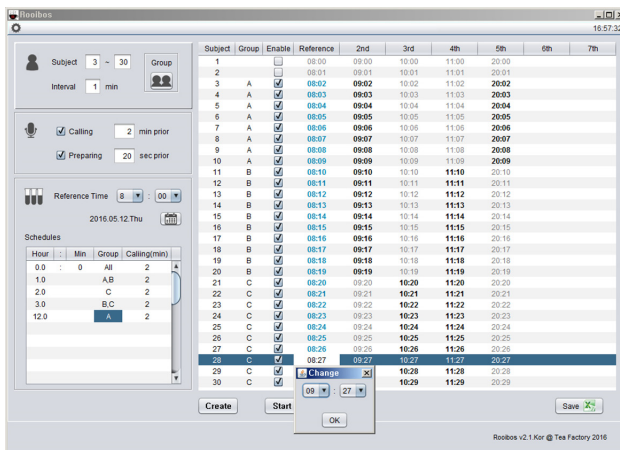 Rooibos
16:57:32
Subject 3 ~ 30 Group
Interval 1 min
Calling 2 min prior
Preparing 20 sec prior
Reference Time 8 : 00
2016.05.12.Thu
Schedules
Hour : Min Group Calling(min)
0.0 : 0 All 2
1.0 A,B 2
2.0 C 2
3.0 B,C 2
12.0 A 2
Subject Group Enable Reference 2nd 3rd 4th 5th 6th 7th
1 08:00 09:00 10:00 11:00 20:00
2 08:01 09:01 10:01 11:01 20:01
3 A 08:02 09:02 10:02 11:02 20:02
4 A 08:03 09:03 10:03 11:03 20:03
5 A 08:04 09:04 10:04 11:04 20:04
6 A 08:05 09:05 10:05 11:05 20:05
7 A 08:06 09:06 10:06 11:06 20:06
8 A 08:07 09:07 10:07 11:07 20:07
9 A 08:08 09:08 10:08 11:08 20:08
10 A 08:09 09:09 10:09 11:09 20:09
11 B 08:10 09:10 10:10 11:10 20:10
12 B 08:11 09:11 10:11 11:11 20:11
13 B 08:12 09:12 10:12 11:12 20:12
14 B 08:13 09:13 10:13 11:13 20:13
15 B 08:14 09:14 10:14 11:14 20:14
16 B 08:15 09:15 10:15 11:15 20:15
17 B 08:16 09:16 10:16 11:16 20:16
18 B 08:17 09:17 10:17 11:17 20:17
19 B 08:18 09:18 10:18 11:18 20:18
20 B 08:19 09:19 10:19 11:19 20:19
21 C 08:20 09:20 10:20 11:20 20:20
22 C 08:21 09:21 10:21 11:21 20:21
23 C 08:22 09:22 10:22 11:22 20:22
24 C 08:23 09:23 10:23 11:23 20:23
25 C 08:24 09:24 10:24 11:24 20:24
26 C 08:25 09:25 10:25 11:25 20:25
27 C 08:26 09:26 10:26 11:26 20:26
28 C 08:27 09:27 10:27 11:27 20:27
29 C 10:28 11:28 20:28
30 C 10:29 11:29 20:29
Change
09 : 27
OK
Create Start Save
Rooibos v2.1.Kor @ Tea Factory 2016